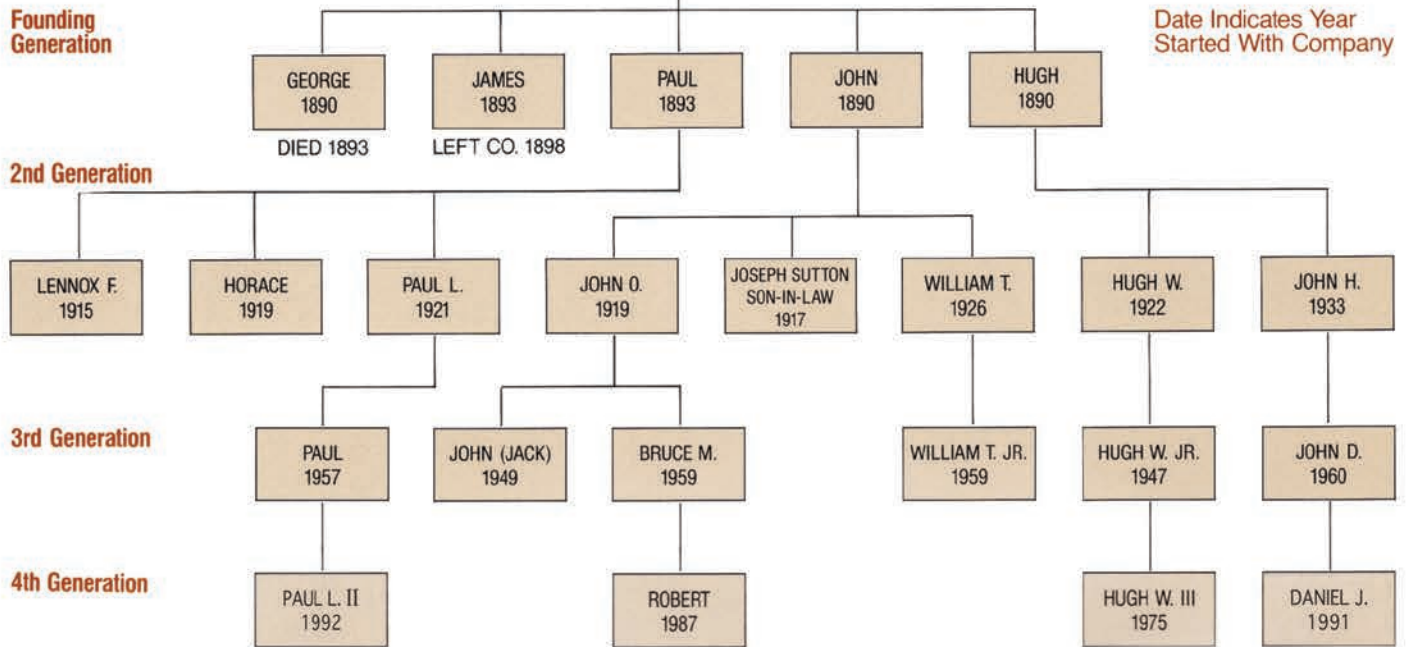 Founding
Generation
Date Indicates Year
Started With Company
GEORGE
1890
JAMES
1893
PAUL
1893
JOHN
1890
HUGH
1890
DIED 1893
LEFT CO. 1898
2nd Generation
LENNOX F.
1915
HORACE
1919
PAUL L.
1921
JOHN O.
1919
JOSEPH SUTTON
SON-IN-LAW
1917
WILLIAM T.
1926
HUGH W.
1922
JOHN H.
1933
3rd Generation
PAUL
1957
JOHN (JACK)
1949
BRUCE M.
1959
WILLIAM T. JR.
1959
HUGH W. JR.
1947
JOHN D.
1960
4th Generation
PAUL L. II
1992
ROBERT
1987
HUGH W. III
1975
DANIEL J.
1991